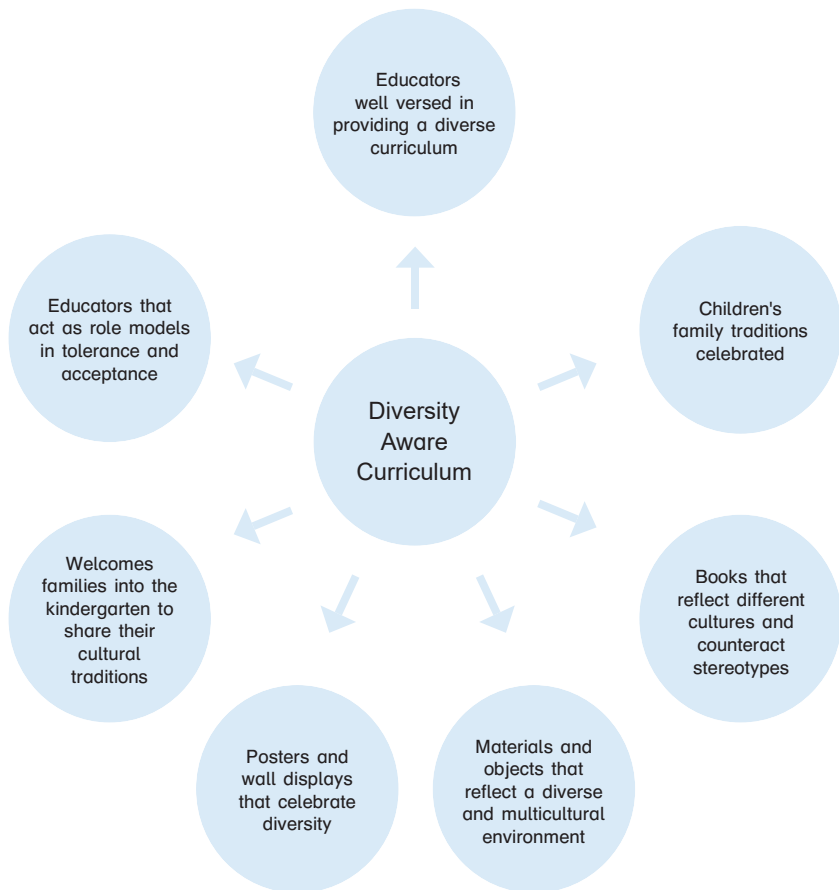 Educators
well versed in
providing a diverse
curriculum
Educators that
act as role models
in tolerance and
acceptance
Children's
family traditions
celebrated
Diversity
Aware
Curriculum
Welcomes
families into the
kindergarten to
share their
cultural
traditions
Books that
reflect different
cultures and
counteract
stereotypes
Posters and
wall displays
that celebrate
diversity
Materials and
objects that
reflect a diverse
and multicultural
environment